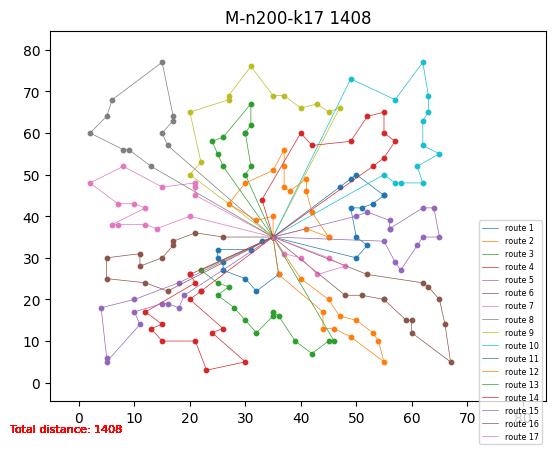 M-n200-k17 1408
80
70
60
50
40
30
20
10
0
route 1
route 2
route 3
route 4
route 5
route 6
route 7
route 8
route 9
route 10
route 11
route 12
route 13
route 14
route 15
route 16
route 17
0 10 20 30 40 50 60 70 80
Total distance: 1408